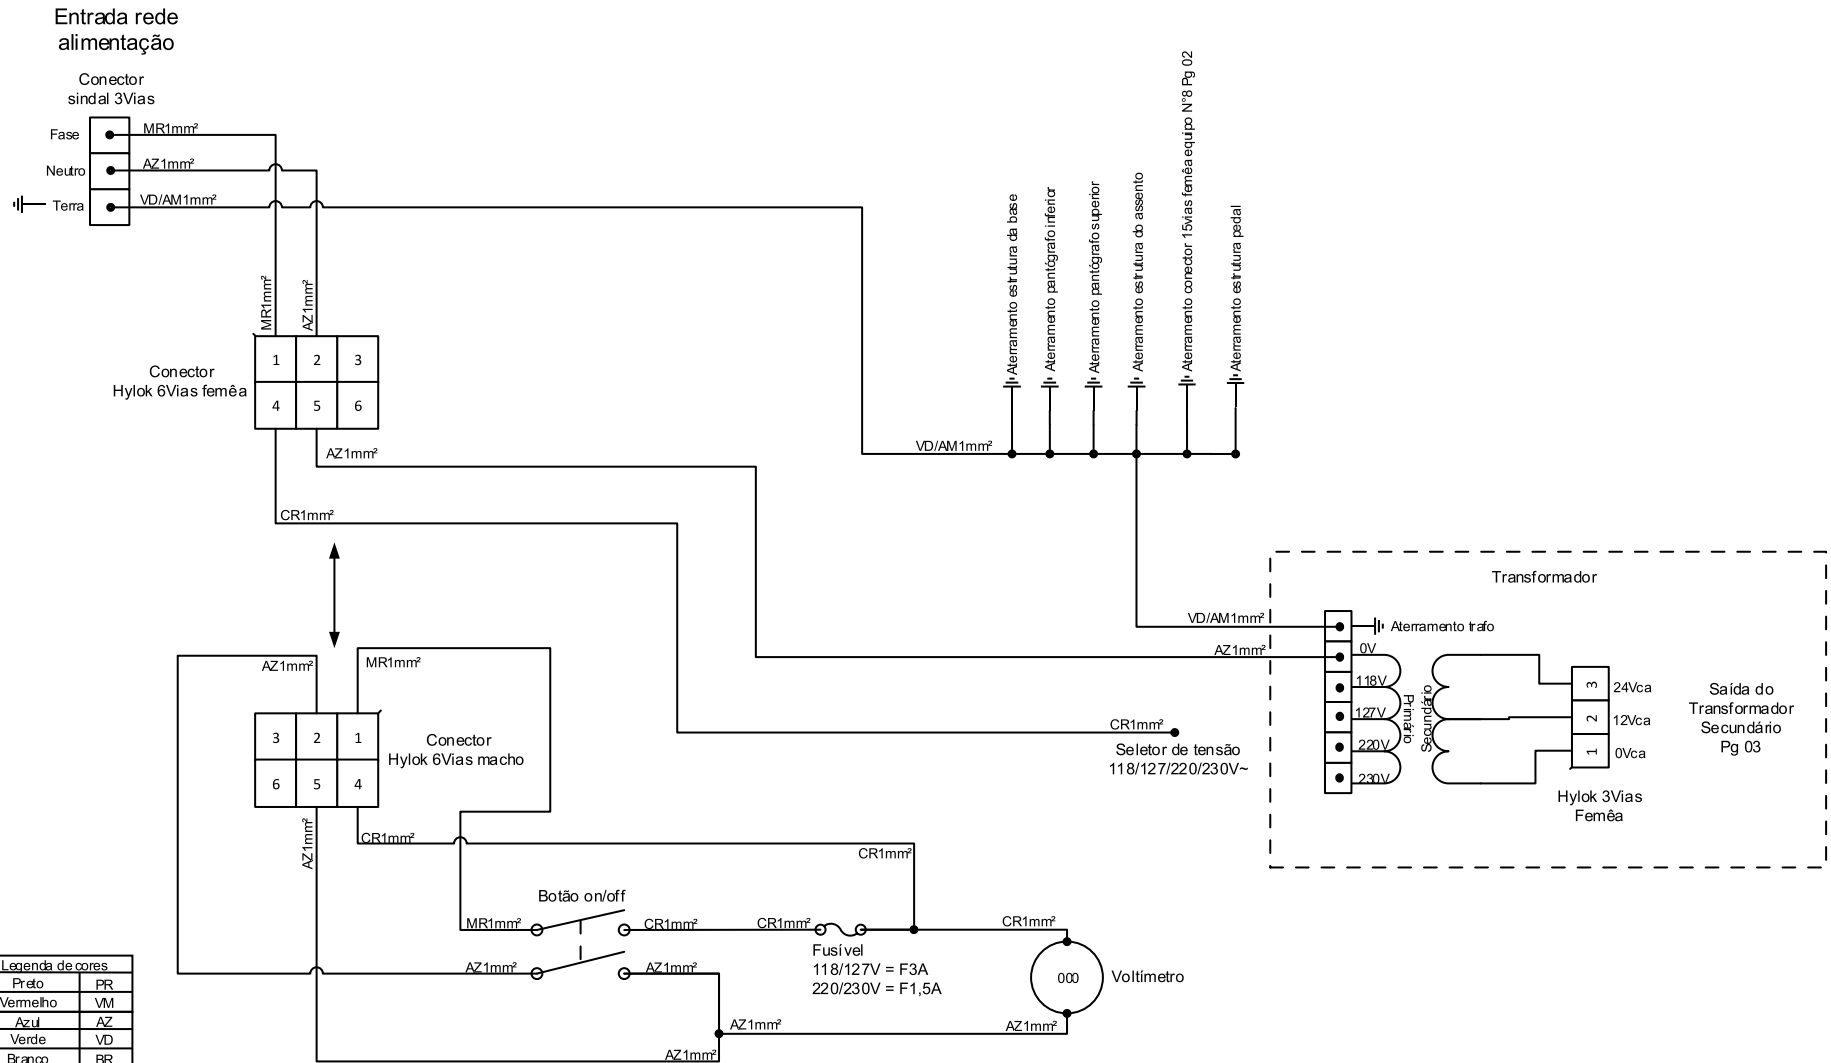 Entrada rede
alimentação
Conector
sindal 3Vias
Fase
MR1mm²
Neutro
AZ1mm²
Terra
VD/AM1mm²
MR1mm²
AZ1mm²
1 2 3
4 5 6
Conector
Hylok 6Vias femêa
AZ1mm²
CR1mm²
Aterramento estrutura da base
Aterramento pantógrafo inferior
Aterramento pantógrafo superior
Aterramento estrutura do assento
Aterramento conector 15vias femêa equipo N°8 Pg 02
Aterramento estrutura pedal
VD/AM1mm²
Transformador
VD/AM1mm²
Aterramento trafo
AZ1mm²
0V
118V
127V
220V
230V
Primário
Secundário
3
24Vca
2
12Vca
1
0Vca
Hylok 3Vias
Femêa
Saída do
Transformador
Secundário
Pg 03
CR1mm²
Seletor de tensão
118/127/220/230V~
AZ1mm²
MR1mm²
3 2 1
6 5 4
Conector
Hylok 6Vias macho
AZ1mm²
CR1mm²
CR1mm²
Botão on/off
MR1mm²
CR1mm²
CR1mm²
CR1mm²
AZ1mm²
AZ1mm²
Fusível
118/127V = F3A
220/230V = F1,5A
000
Voltímetro
AZ1mm²
AZ1mm²
AZ1mm²
Legenda de cores
Preto PR
Vermelho VM
Azul AZ
Verde VD
Branco BR